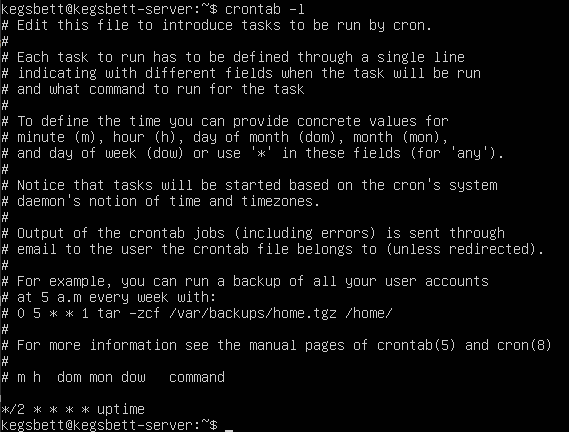 kegsbett@kegsbett-server:~$ crontab -l
# Edit this file to introduce tasks to be run by cron.
#
# Each task to run has to be defined through a single line
# indicating with different fields when the task will be run
# and what command to run for the task
#
# To define the time you can provide concrete values for
# minute (m), hour (h), day of month (dom), month (mon),
# and day of week (dow) or use '*' in these fields (for 'any').
#
# Notice that tasks will be started based on the cron's system
# daemon's notion of time and timezones.
#
# Output of the crontab jobs (including errors) is sent through
# email to the user the crontab file belongs to (unless redirected).
#
# For example, you can run a backup of all your user accounts
# at 5 a.m every week with:
# 0 5 * * 1 tar -zcf /var/backups/home.tgz /home/
#
# For more information see the manual pages of crontab(5) and cron(8)
#
# m h  dom mon dow   command

*/2 * * * * uptime
kegsbett@kegsbett-server:~$ _